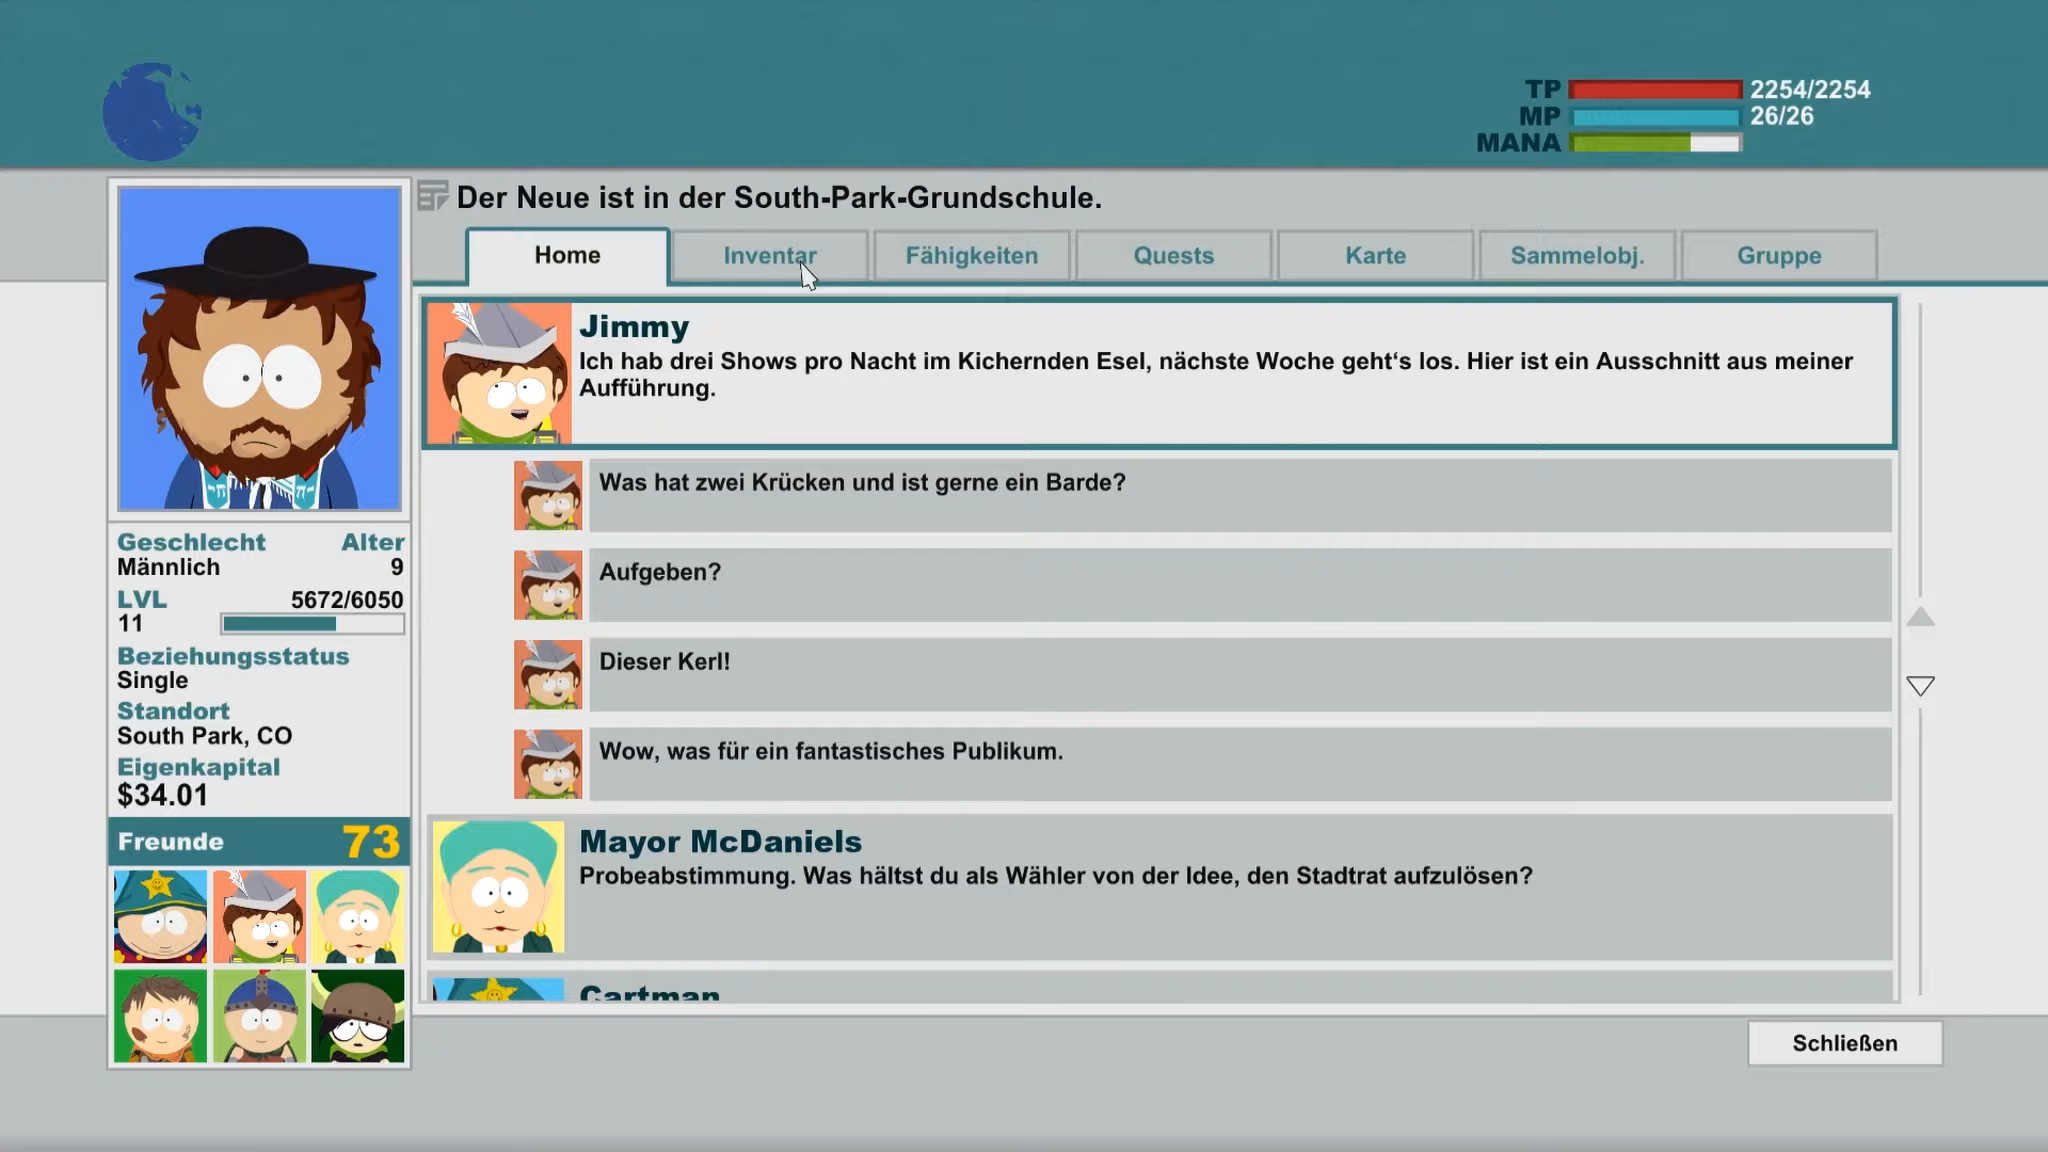 TP 2254/2254
MP 26/26
MANA
Der Neue ist in der South-Park-Grundschule.
Home Inventar Fähigkeiten Quests Karte Sammelobj. Gruppe
Jimmy
Ich hab drei Shows pro Nacht im Kichernden Esel, nächste Woche geht‘s los. Hier ist ein Ausschnitt aus meiner
Aufführung.
Was hat zwei Krücken und ist gerne ein Barde?
Aufgeben?
Dieser Kerl!
Wow, was für ein fantastisches Publikum.
Mayor McDaniels
Probeabstimmung. Was hältst du als Wähler von der Idee, den Stadtrat aufzulösen?
Cartman
Geschlecht Alter
Männlich 9
LVL 5672/6050
11
Beziehungsstatus
Single
Standort
South Park, CO
Eigenkapital
$34.01
Freunde 73
Schließen